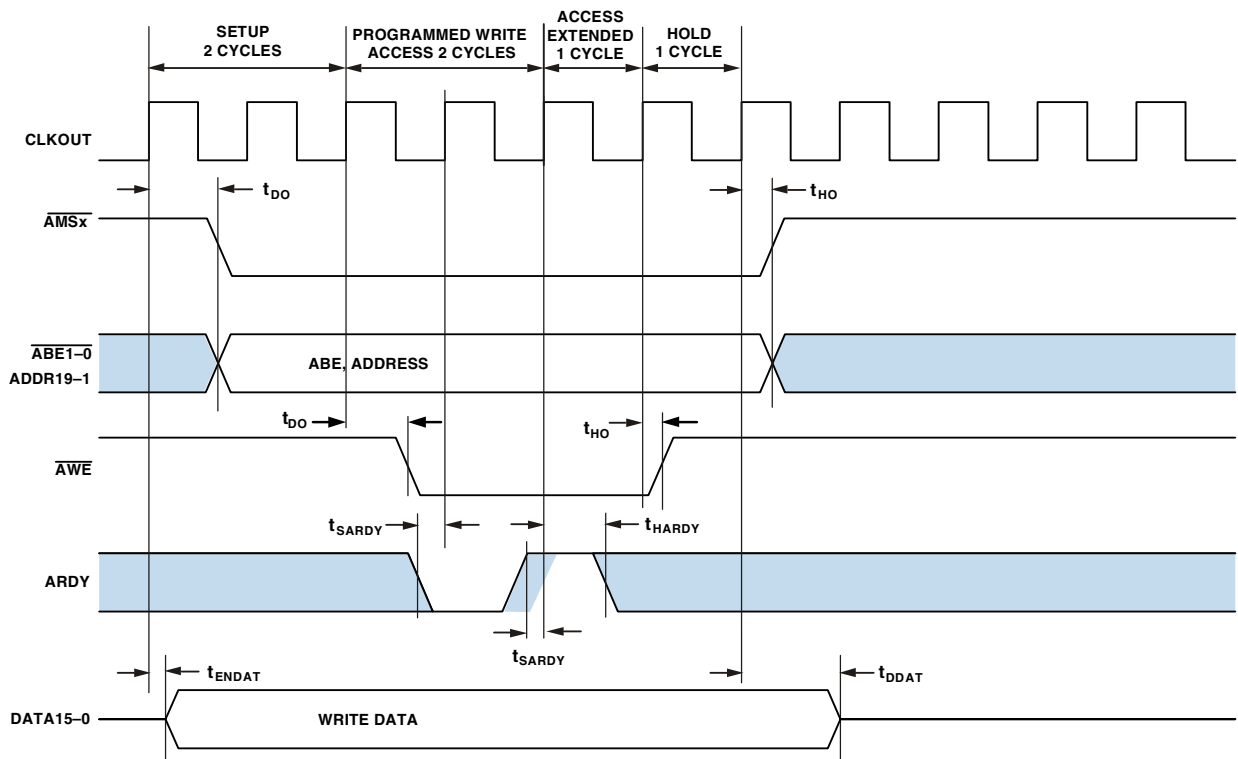 SETUP
2 CYCLES
PROGRAMMED WRITE
ACCESS 2 CYCLES
ACCESS
EXTENDED
1 CYCLE
HOLD
1 CYCLE
CLKOUT
tDO
tHO
AMSx
ABE1–0
ADDR19–1
ABE, ADDRESS
tDO
tHO
AWE
tSARDY
tHARDY
ARDY
tSARDY
tENDAT
tDDAT
DATA15–0
WRITE DATA